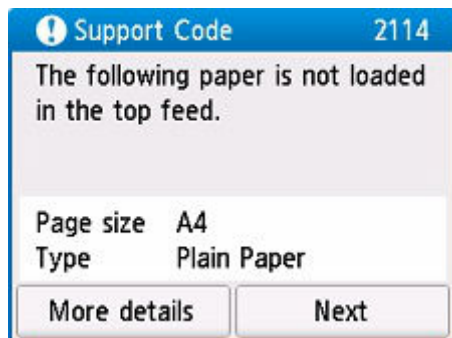 Support Code 2114
The following paper is not loaded
in the top feed.
Page size A4
Type Plain Paper
More details Next